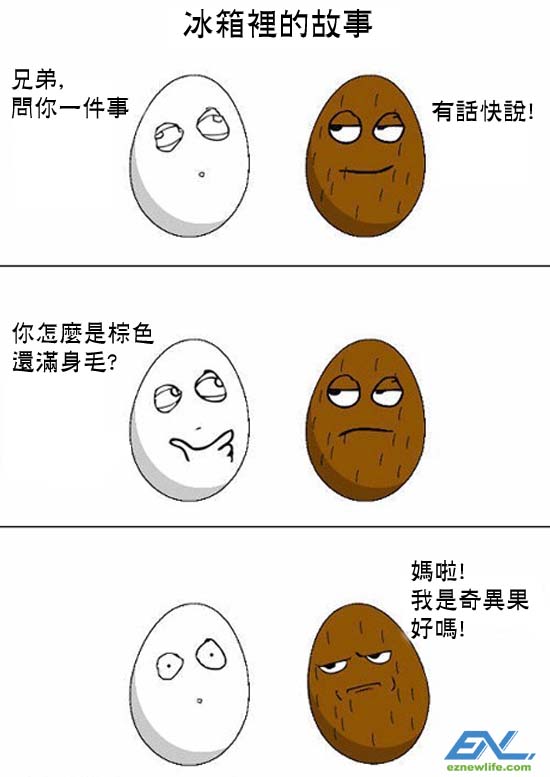 冰箱裡的故事
兄弟,
問你一件事
有話快說!
你怎麼是棕色
還滿身毛?
媽啦!
我是奇異果
好嗎!
ENL
eznewlife.com